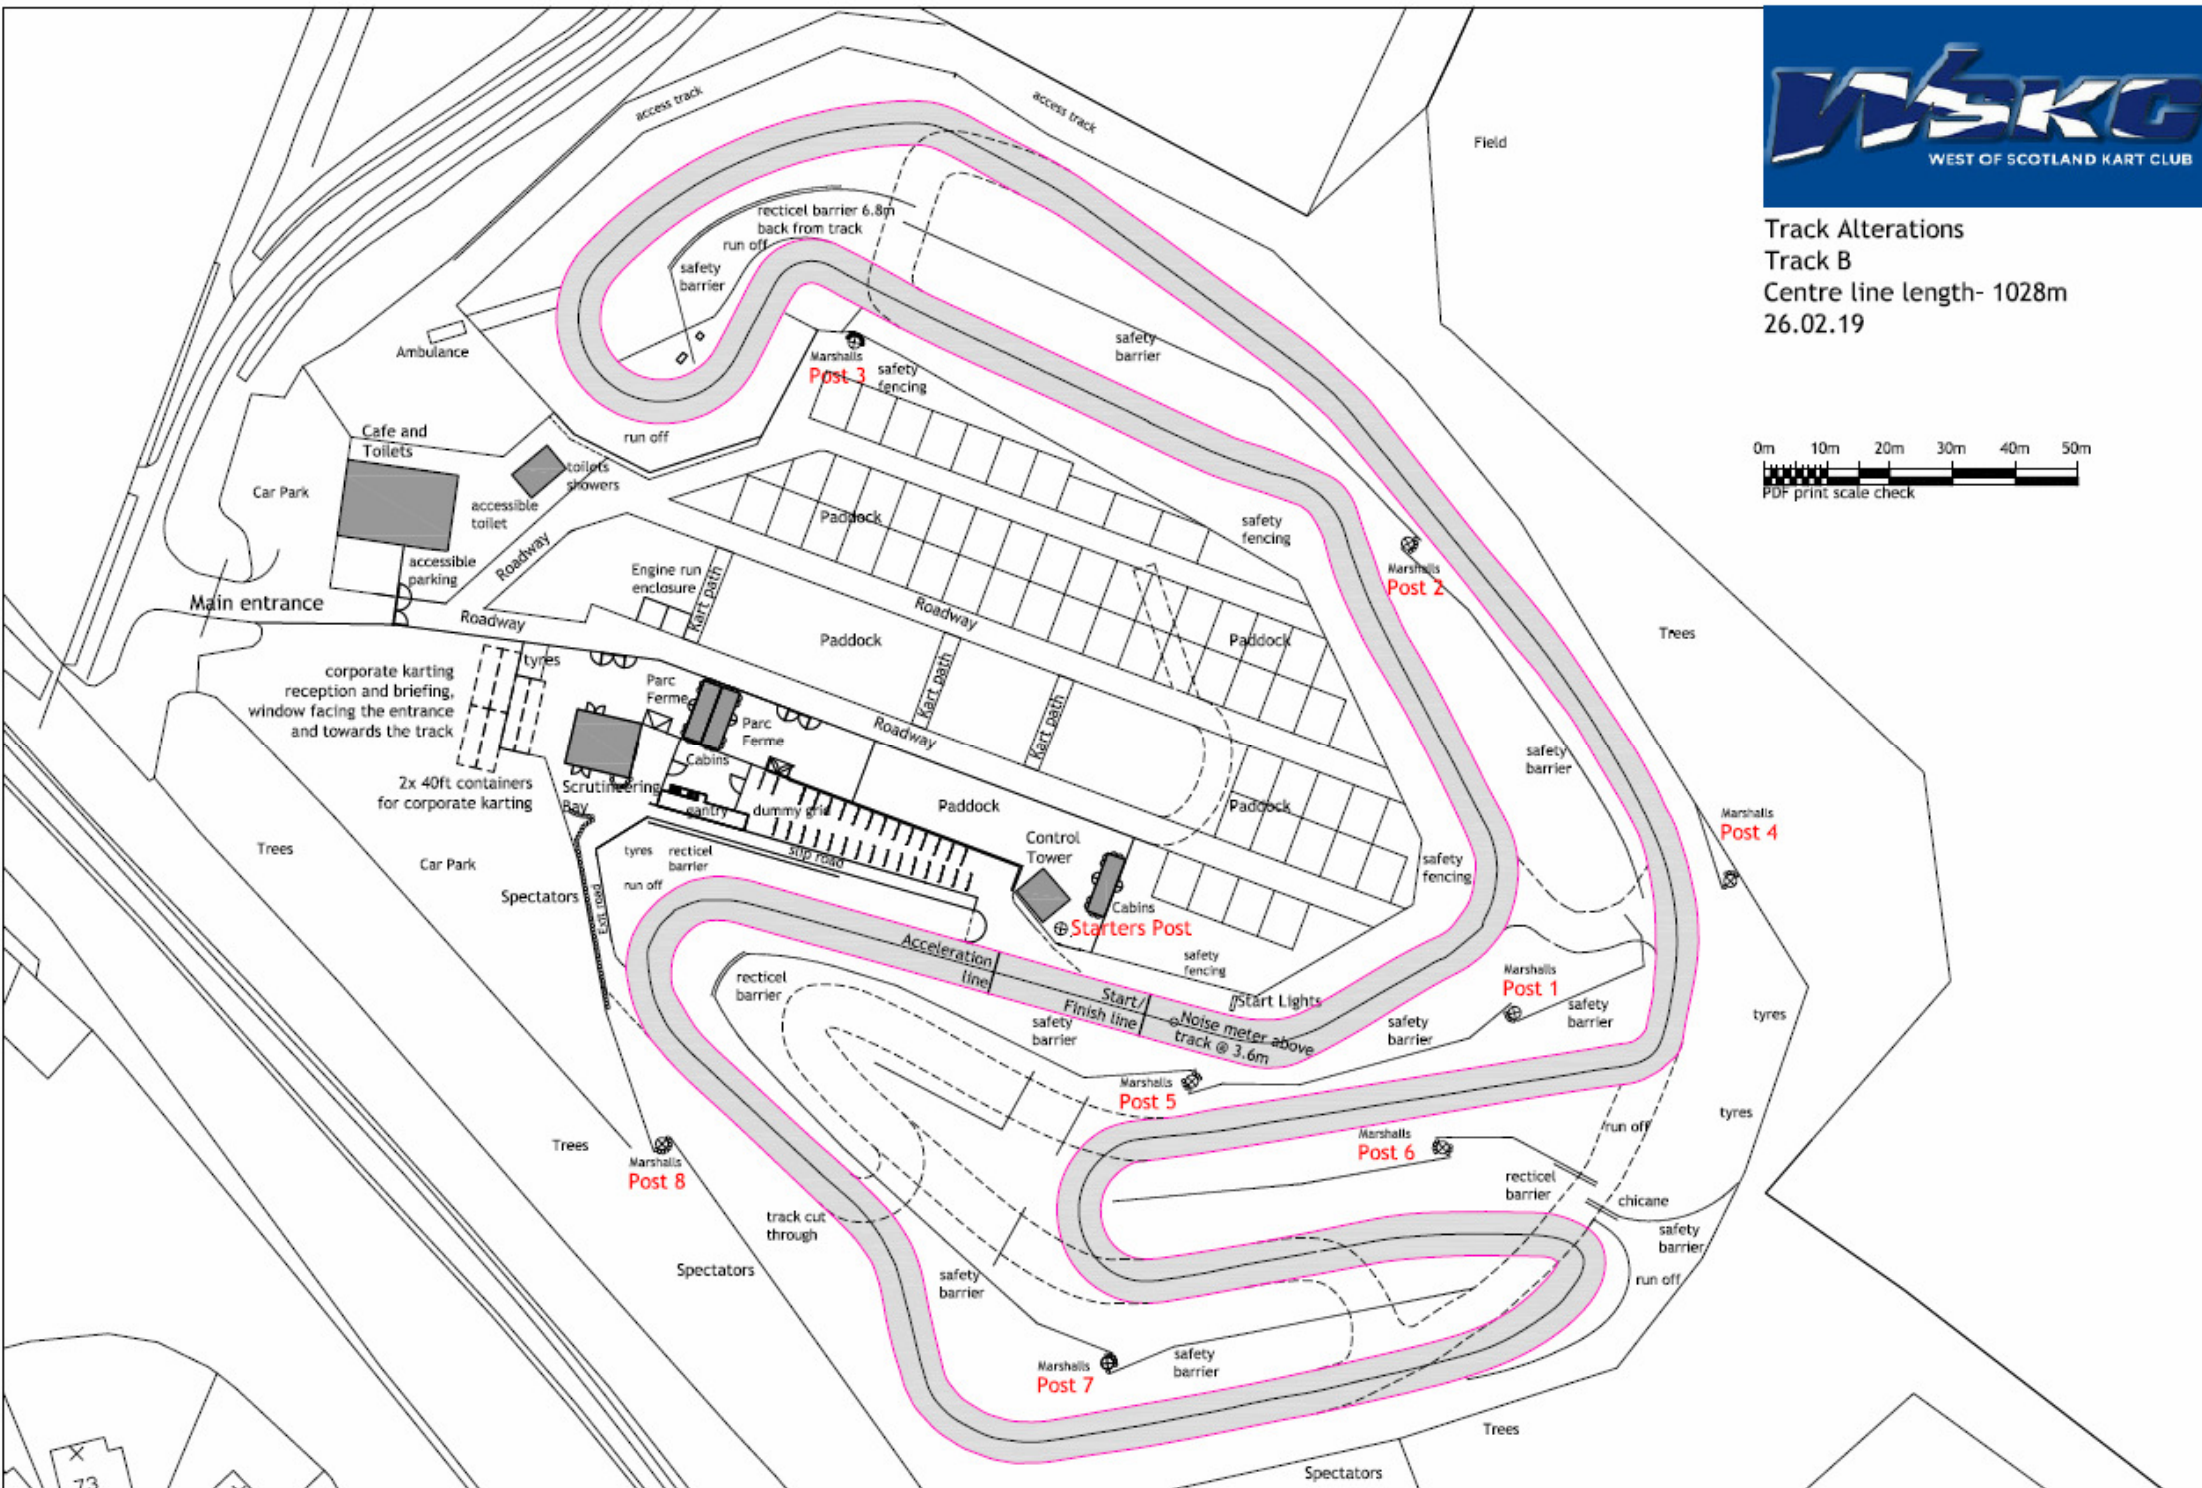 WSKC
WEST OF SCOTLAND KART CLUB
Track Alterations
Track B
Centre line length- 1028m
26.02.19
0m 10m 20m 30m 40m 50m
PDF print scale check
access track
access track
Field
recticel barrier 6.8m
back from track
run off
safety
barrier
Ambulance
Marshalls
Post 3
safety
fencing
safety
barrier
run off
Cafe and
Toilets
Car Park
toilets
showers
accessible
toilet
accessible
parking
Roadway
Main entrance
Roadway
Engine run
enclosure
Kart path
Paddock
safety
fencing
Marshalls
Post 2
Roadway
Paddock
Paddock
Trees
Kart path
Kart path
Roadway
corporate karting
reception and briefing,
window facing the entrance
and towards the track
tyres
Parc
Ferme
Parc
Ferme
Cabins
2x 40ft containers
for corporate karting
Scrutineering
Bay
gantry
dummy grid
slip road
Paddock
Paddock
safety
barrier
Control
Tower
Cabins
Starters Post
safety
fencing
Marshalls
Post 4
Trees
Car Park
Spectators
Exit road
tyres
recticel
barrier
run off
Acceleration
line
Start/
Finish line
Noise meter above
track @ 3.6m
Start Lights
safety
fencing
recticel
barrier
safety
barrier
safety
barrier
Marshalls
Post 1
safety
barrier
tyres
Marshalls
Post 5
tyres
run off
Marshalls
Post 6
recticel
barrier
chicane
safety
barrier
run off
Trees
Marshalls
Post 8
track cut
through
Spectators
safety
barrier
Marshalls
Post 7
safety
barrier
Trees
Spectators
73